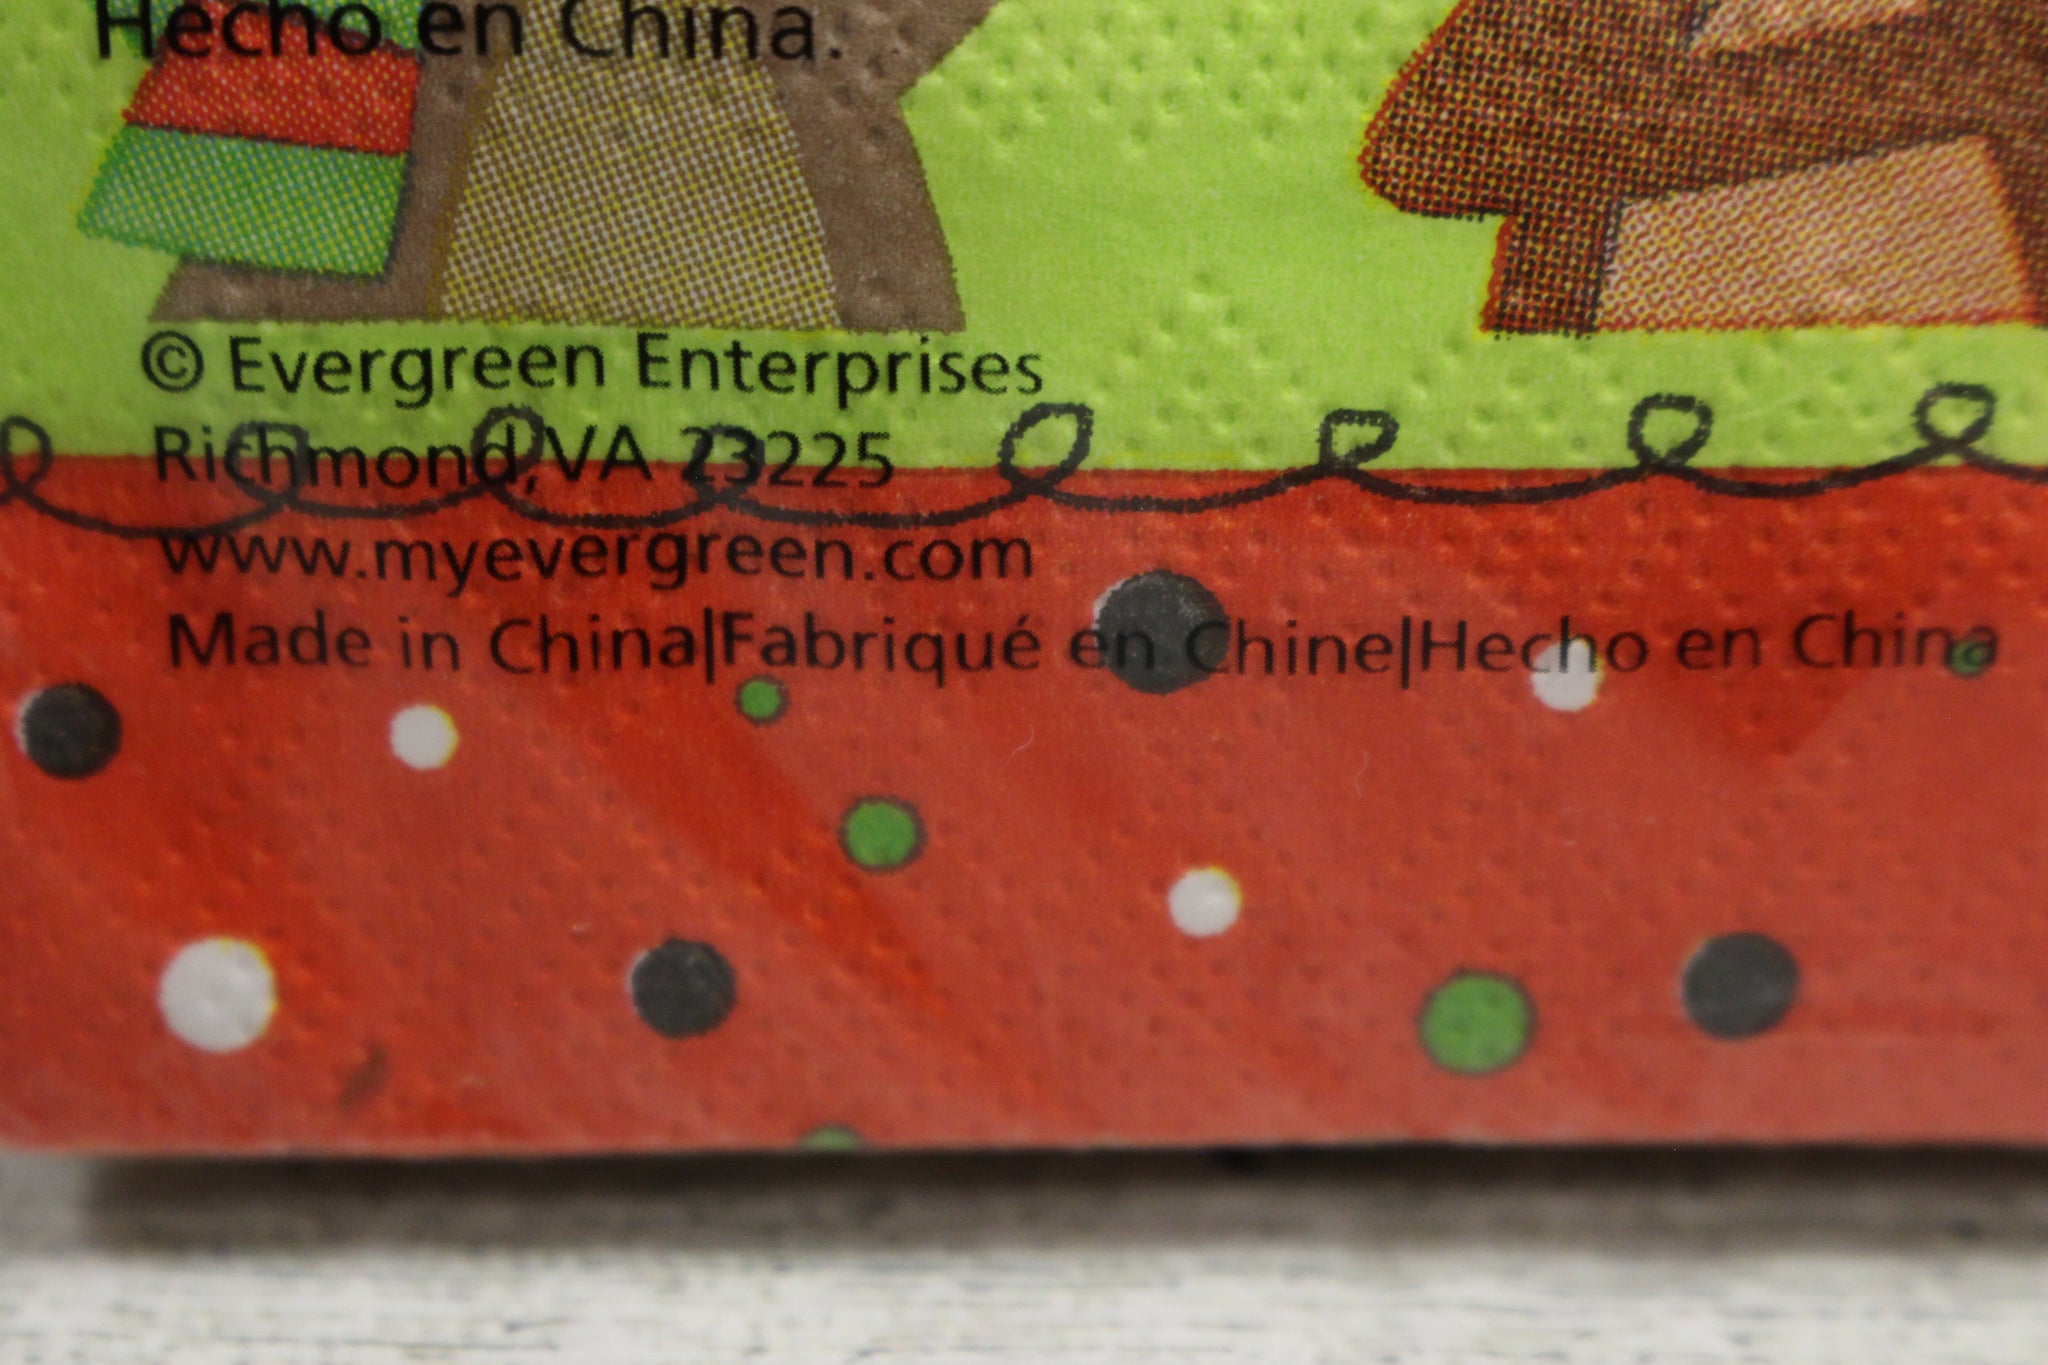 Hecho en China.
© Evergreen Enterprises
Richmond, VA 23225
www.myevergreen.com
Made in China|Fabriqué en Chine|Hecho en China